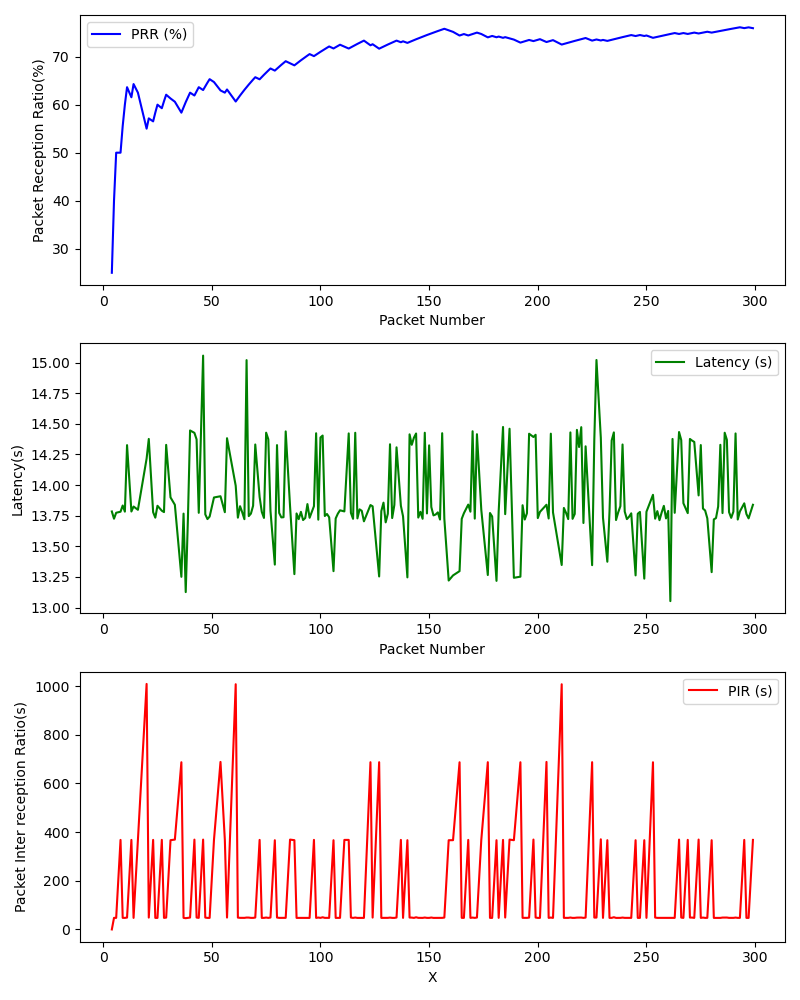 PRR (%)
Packet Reception Ratio(%)
70
60
50
40
30
0 50 100 150 200 250 300
Packet Number
Latency (s)
Latency(s)
15.00
14.75
14.50
14.25
14.00
13.75
13.50
13.25
13.00
0 50 100 150 200 250 300
Packet Number
PIR (s)
Packet Inter reception Ratio(s)
1000
800
600
400
200
0
0 50 100 150 200 250 300
X